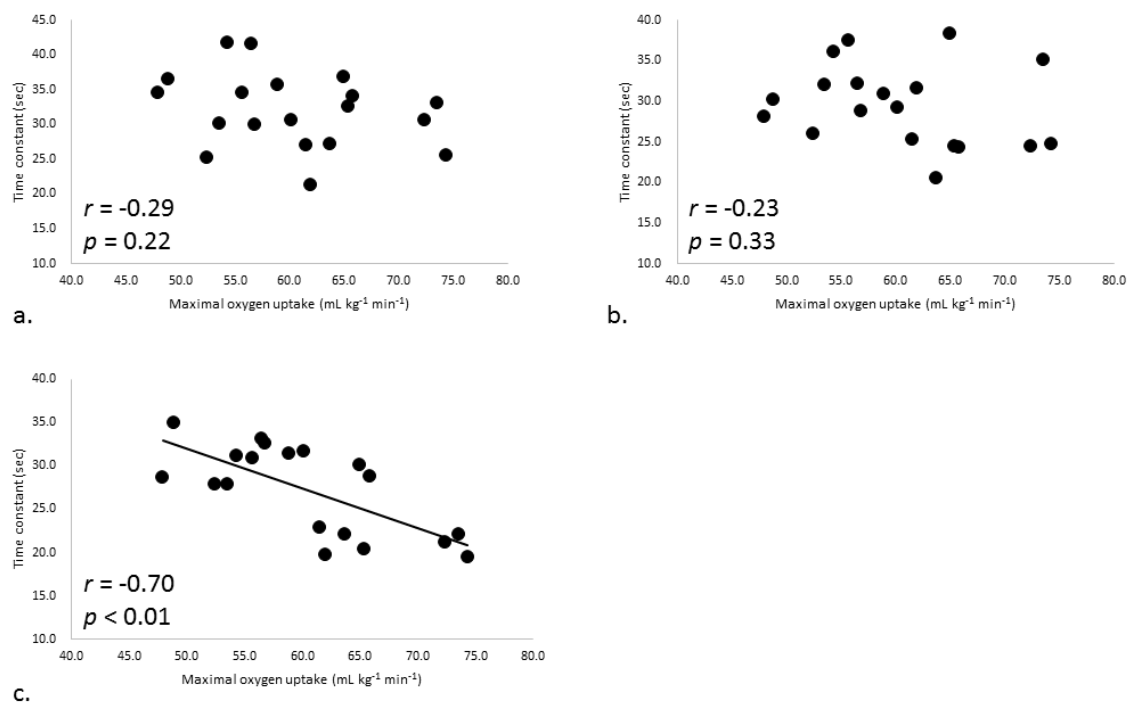 45.0
40.0
35.0
30.0
25.0
20.0
15.0
10.0
Time constant (sec)
r = -0.29
p = 0.22
40.0 45.0 50.0 55.0 60.0 65.0 70.0 75.0 80.0
Maximal oxygen uptake (mL kg⁻¹ min⁻¹)
a.
40.0
35.0
30.0
25.0
20.0
15.0
10.0
Time constant (sec)
r = -0.23
p = 0.33
40.0 45.0 50.0 55.0 60.0 65.0 70.0 75.0 80.0
Maximal oxygen uptake (mL kg⁻¹ min⁻¹)
b.
40.0
35.0
30.0
25.0
20.0
15.0
10.0
Time constant (sec)
r = -0.70
p < 0.01
40.0 45.0 50.0 55.0 60.0 65.0 70.0 75.0 80.0
Maximal oxygen uptake (mL kg⁻¹ min⁻¹)
c.